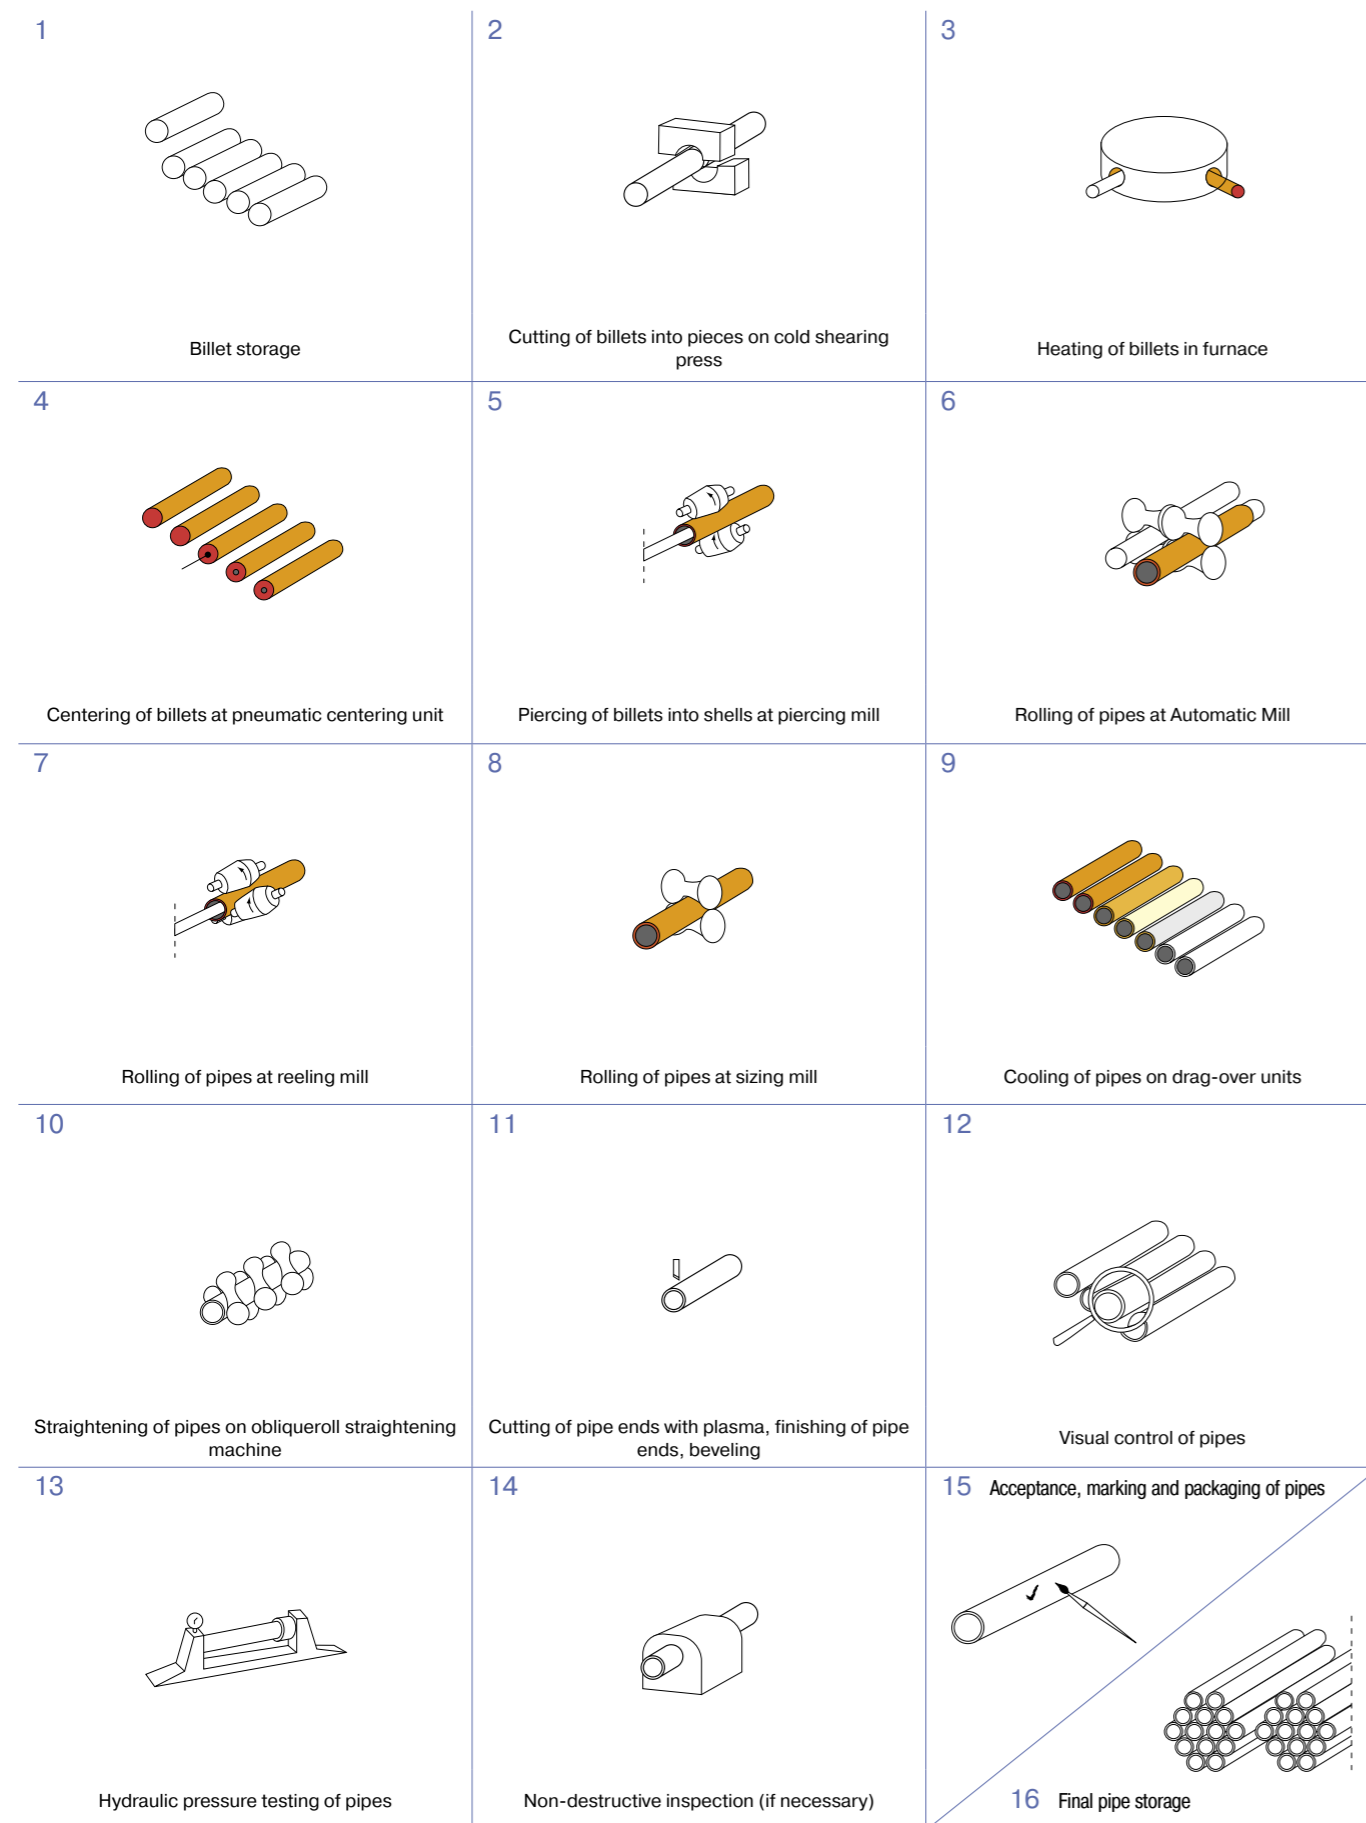 1
Billet storage
2
Cutting of billets into pieces on cold shearing
press
3
Heating of billets in furnace
4
Centering of billets at pneumatic centering unit
5
Piercing of billets into shells at piercing mill
6
Rolling of pipes at Automatic Mill
7
Rolling of pipes at reeling mill
8
Rolling of pipes at sizing mill
9
Cooling of pipes on drag-over units
10
Straightening of pipes on obliqueroll straightening
machine
11
Cutting of pipe ends with plasma, finishing of pipe
ends, beveling
12
Visual control of pipes
13
Hydraulic pressure testing of pipes
14
Non-destructive inspection (if necessary)
15 Acceptance, marking and packaging of pipes
16 Final pipe storage